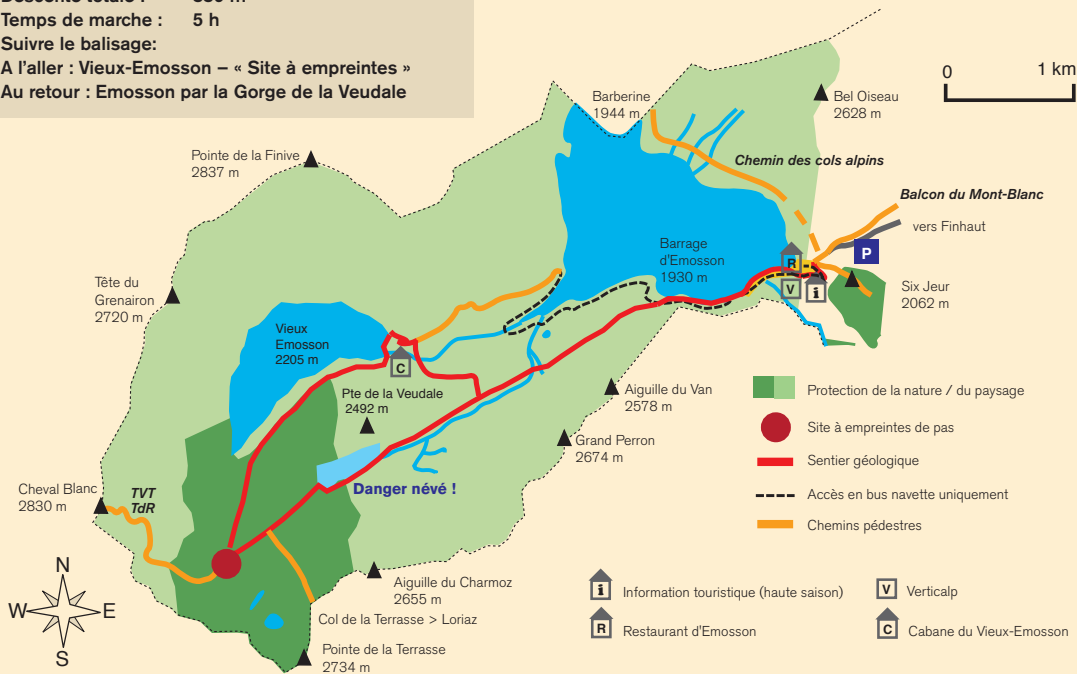 Temps de marche : 5 h
Suivre le balisage:
A l'aller : Vieux-Emosson – « Site à empreintes »
Au retour : Emosson par la Gorge de la Veudale
0 1 km
Barberine
1944 m
Bel Oiseau
2628 m
Pointe de la Finive
2837 m
Chemin des cols alpins
Balcon du Mont-Blanc
vers Finhaut
P
Barrage
d'Emosson
1930 m
R
V
i
Six Jeur
2062 m
Tête du
Grenairon
2720 m
Vieux
Emosson
2205 m
C
Pte de la Veudale
2492 m
Aiguille du Van
2578 m
Grand Perron
2674 m
Danger névé !
Cheval Blanc
2830 m
TVT
TdR
Aiguille du Charmoz
2655 m
Col de la Terrasse > Loriaz
Pointe de la Terrasse
2734 m
N
W E
S
Protection de la nature / du paysage
Site à empreintes de pas
Sentier géologique
Accès en bus navette uniquement
Chemins pédestres
i Information touristique (haute saison)
V Verticalp
R Restaurant d'Emosson
C Cabane du Vieux-Emosson